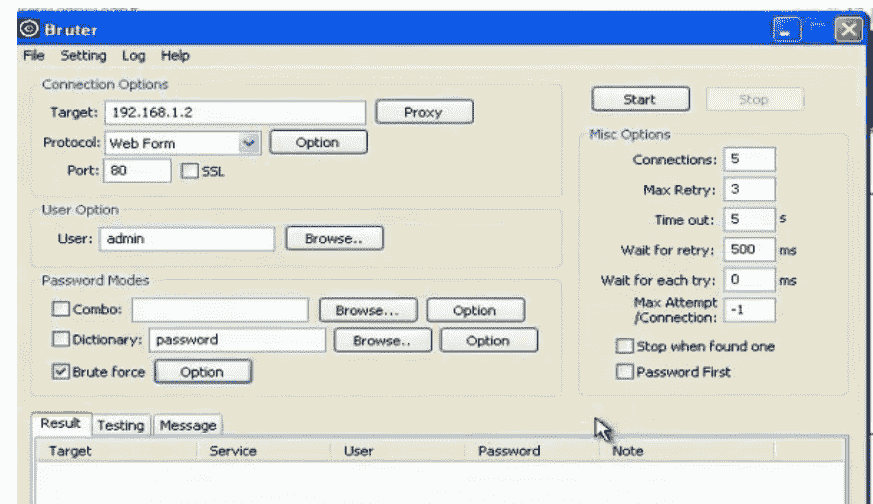 Bruter
File Setting Log Help
Connection Options
Target: 192.168.1.2 Proxy
Protocol: Web Form Option
Port: 80 SSL
User Option
User: admin Browse..
Password Modes
Combo: Browse... Option
Dictionary: password Browse.. Option
Brute force Option
Start Stop
Misc Options
Connections: 5
Max Retry: 3
Time out: 5 s
Wait for retry: 500 ms
Wait for each try: 0 ms
Max Attempt
/Connection: -1
Stop when found one
Password First
Result Testing Message
Target Service User Password Note